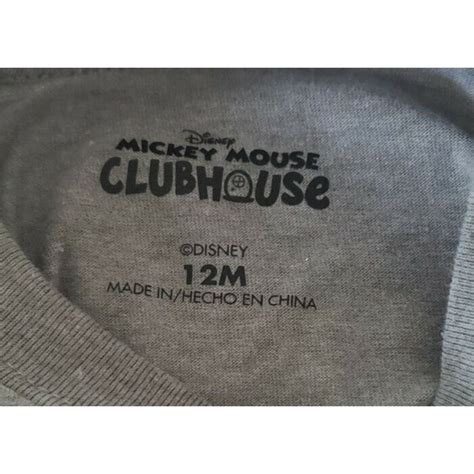 Disney
MICKEY MOUSE
CLUBHOUSE
©DISNEY
12M
MADE IN/HECHO EN CHINA